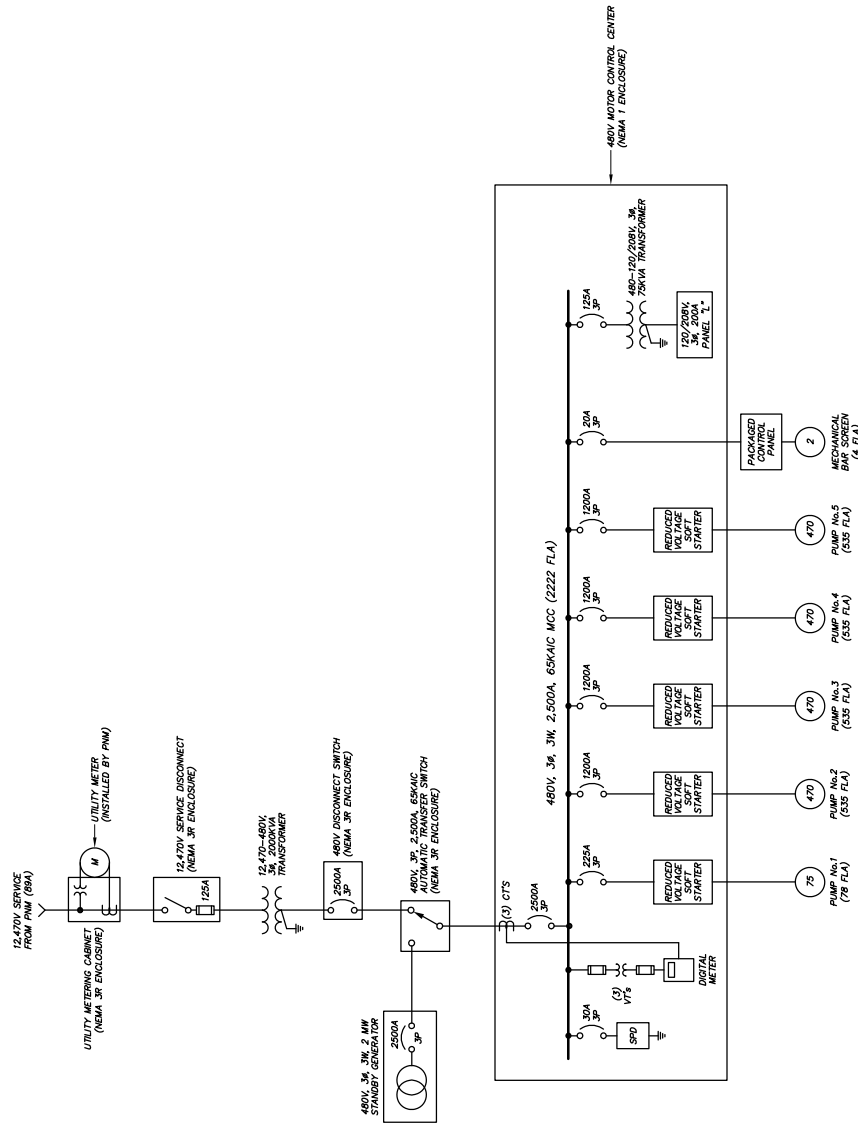 12,470V SERVICE
FROM PNM (89A)
UTILITY METER
(INSTALLED BY PNM)
M
UTILITY METERING CABINET
(NEMA 3R ENCLOSURE)
12,470V SERVICE DISCONNECT
(NEMA 3R ENCLOSURE)
125A
12,470-480V,
3ø, 2000KVA
TRANSFORMER
480V DISCONNECT SWITCH
(NEMA 3R ENCLOSURE)
2500A
3P
480V, 3P, 2,500A, 65KAIC
AUTOMATIC TRANSFER SWITCH
(NEMA 3R ENCLOSURE)
480V, 3ø, 3W, 2 MW
STANDBY GENERATOR
2500A
3P
480V MOTOR CONTROL CENTER
(NEMA 1 ENCLOSURE)
(3) CT'S
2500A
3P
480V, 3ø, 3W, 2,500A, 65KAIC MCC (2222 FLA)
30A
3P
SPD
(3)
VT's
DIGITAL
METER
225A
3P
REDUCED
VOLTAGE
SOFT
STARTER
75
PUMP No.1
(78 FLA)
1200A
3P
REDUCED
VOLTAGE
SOFT
STARTER
470
PUMP No.2
(535 FLA)
1200A
3P
REDUCED
VOLTAGE
SOFT
STARTER
470
PUMP No.3
(535 FLA)
1200A
3P
REDUCED
VOLTAGE
SOFT
STARTER
470
PUMP No.4
(535 FLA)
1200A
3P
REDUCED
VOLTAGE
SOFT
STARTER
470
PUMP No.5
(535 FLA)
20A
3P
PACKAGED
CONTROL
PANEL
2
MECHANICAL
BAR SCREEN
(4 FLA)
125A
3P
480-120/208V, 3ø,
75KVA TRANSFORMER
120/208V,
3ø, 200A
PANEL "L"